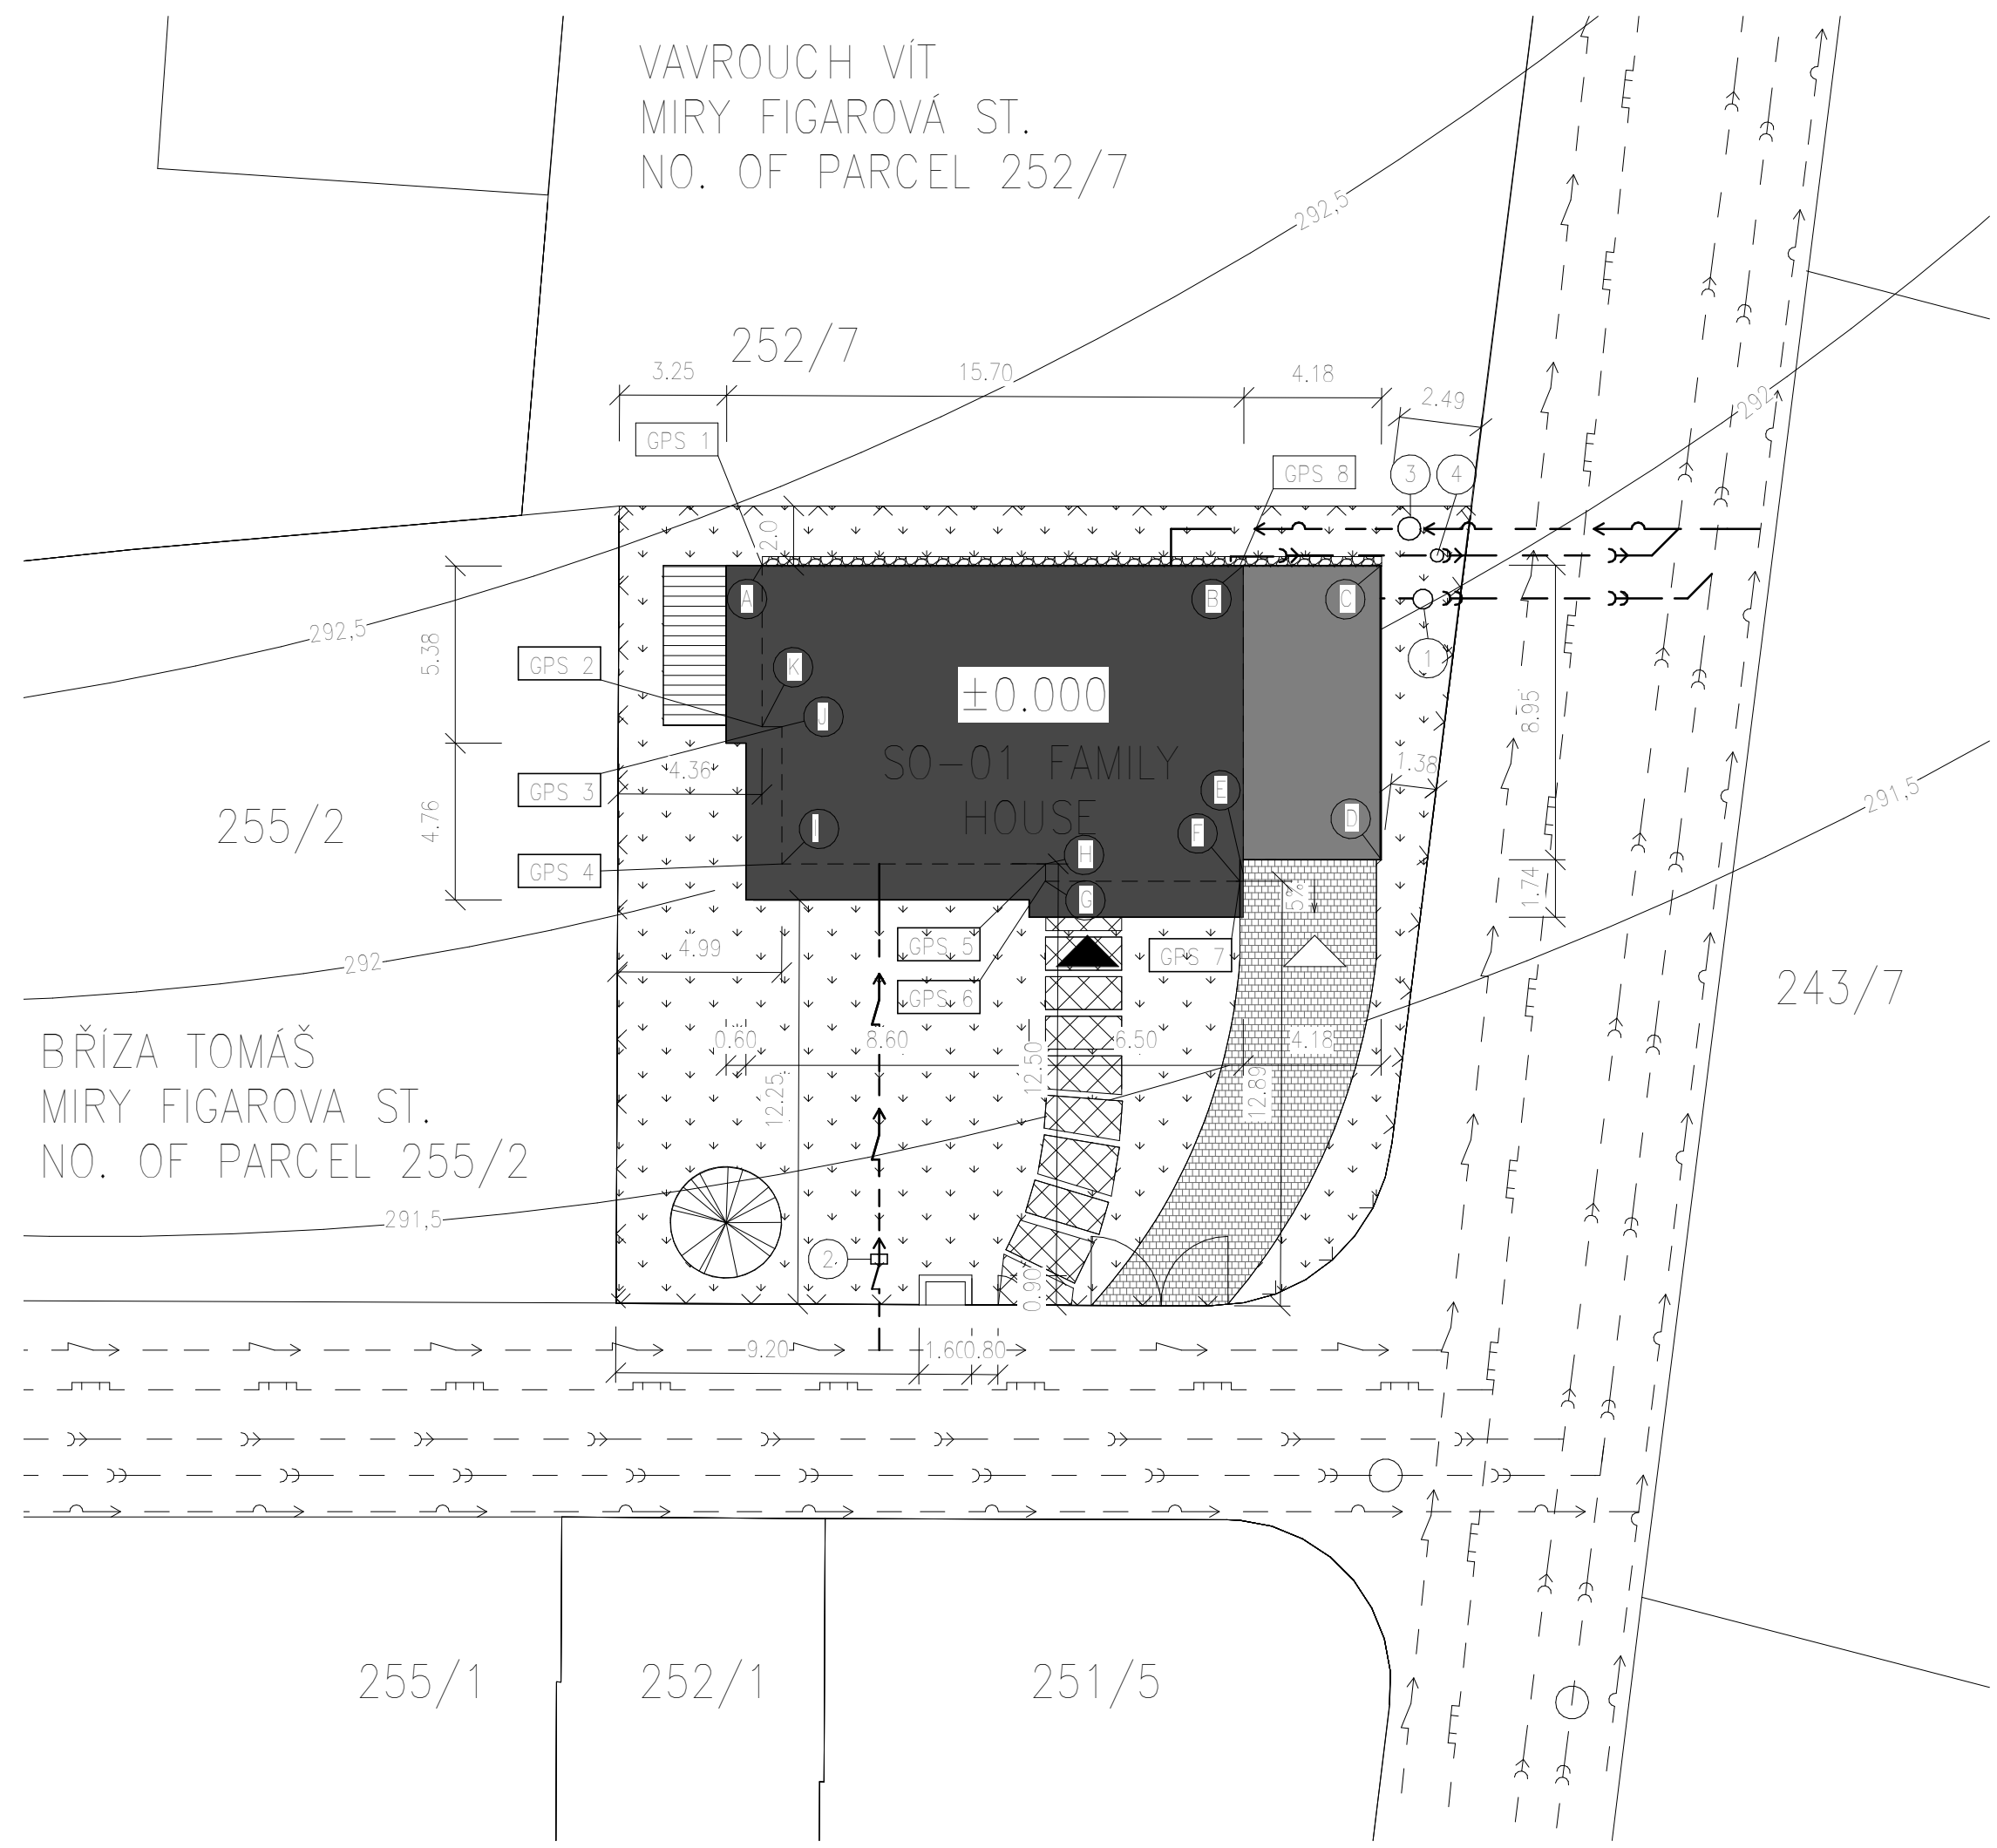 VAVROUCH VÍT
MIRY FIGAROVÁ ST.
NO. OF PARCEL 252/7
292,5
252/7
3.25
15.70
4.18
2.49
292
GPS 1
GPS 8
3
4
2.0
A
B
C
292,5
5.38
GPS 2
K
1
±0.000
J
8.95
SO-01 FAMILY
HOUSE
4.36
1.38
E
GPS 3
291,5
255/2
4.76
I
F
D
H
GPS 4
G
5%
1.74
GPS 5
4.99
GPS 7
292
243/7
GPS 6
BŘÍZA TOMÁŠ
MIRY FIGAROVA ST.
NO. OF PARCEL 255/2
0.60
8.60
6.50
4.18
12.50
12.25
12.89
291,5
2
0.90
9.20
1.60
0.80
255/1
252/1
251/5